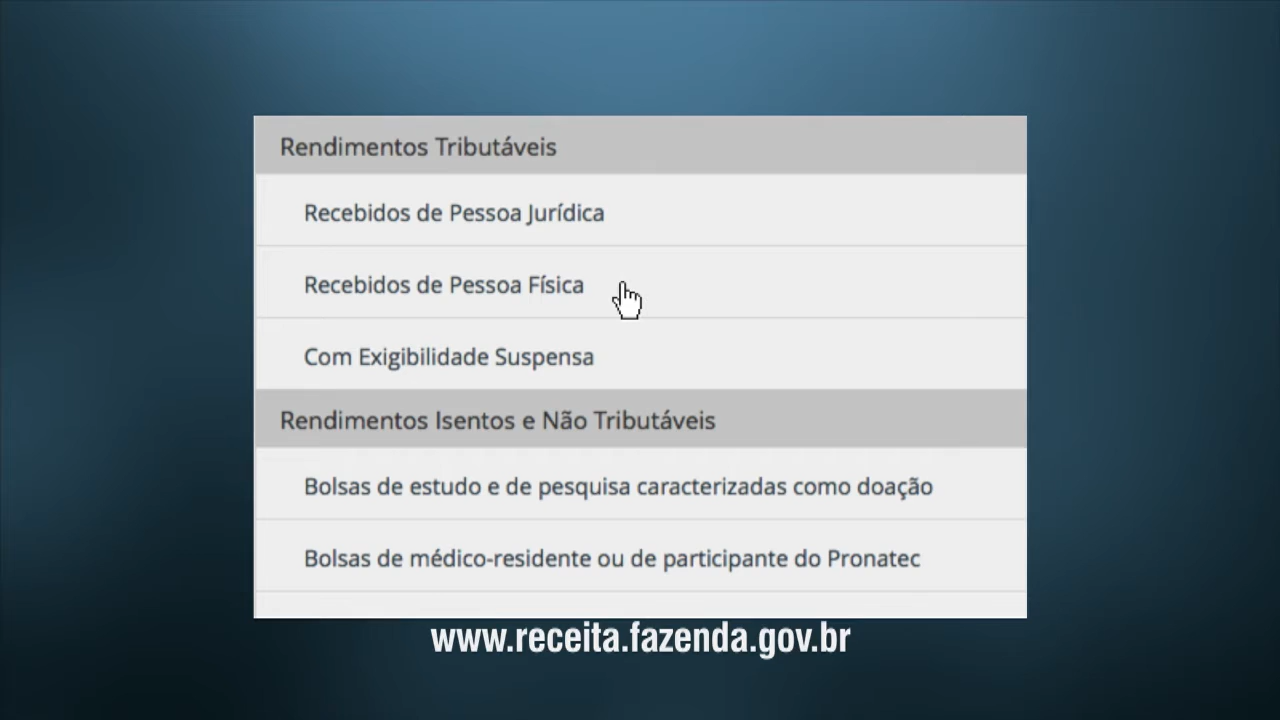 Rendimentos Tributáveis
Recebidos de Pessoa Jurídica
Recebidos de Pessoa Física
Com Exigibilidade Suspensa
Rendimentos Isentos e Não Tributáveis
Bolsas de estudo e de pesquisa caracterizadas como doação
Bolsas de médico-residente ou de participante do Pronatec
www.receita.fazenda.gov.br